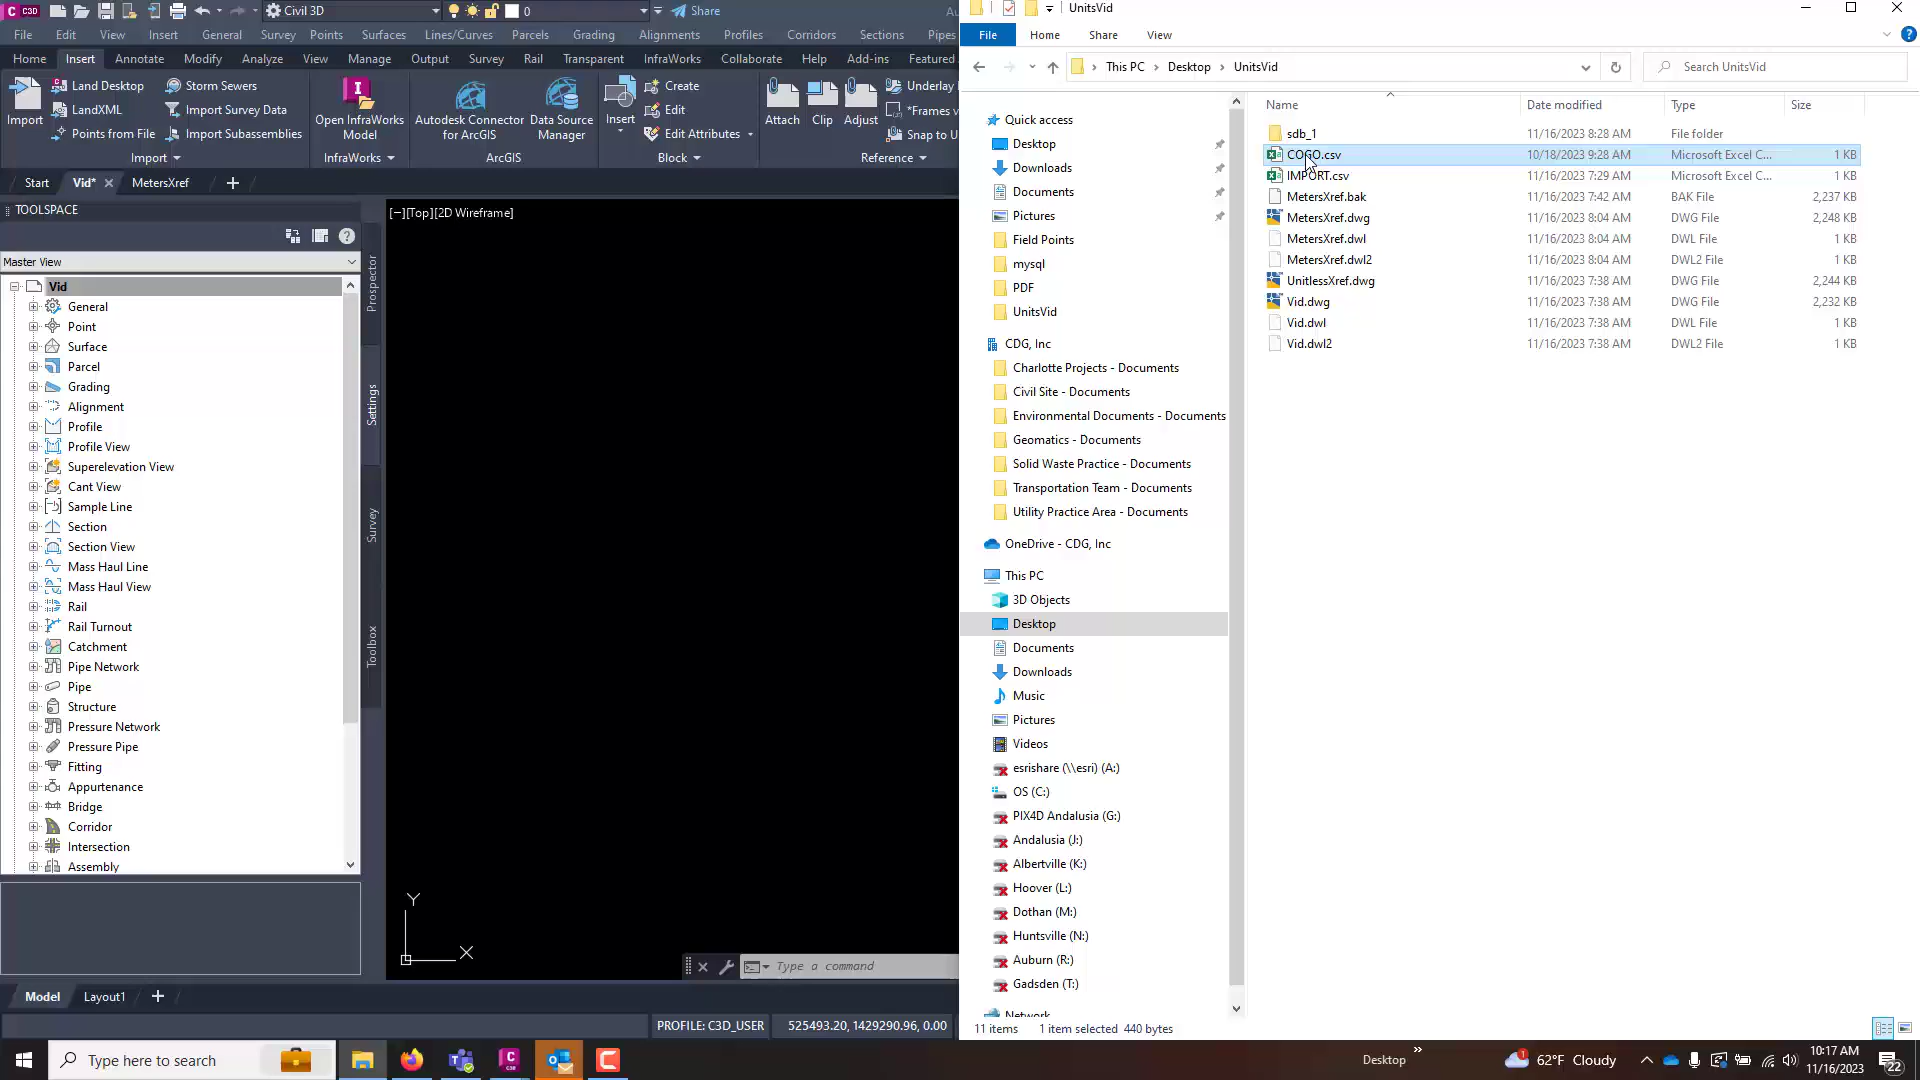 C3D
Civil 3D
0
Share
File Edit View Insert General Survey Points Surfaces Lines/Curves Parcels Grading Alignments Profiles Corridors Sections Pipes
Home Insert Annotate Modify Analyze View Manage Output Survey Rail Transparent InfraWorks Collaborate Help Add-ins Featured
Import
Land Desktop
LandXML
Points from File
Storm Sewers
Import Survey Data
Import Subassemblies
Import
Open InfraWorks
Model
InfraWorks
Autodesk Connector
for ArcGIS
Data Source
Manager
ArcGIS
Insert
Create
Edit
Edit Attributes
Block
Attach
Clip
Adjust
Underlay
*Frames v
Snap to U
Reference
Start
Vid*
MetersXref
TOOLSPACE
Master View
Vid
General
Point
Surface
Parcel
Grading
Alignment
Profile
Profile View
Superelevation View
Cant View
Sample Line
Section
Section View
Mass Haul Line
Mass Haul View
Rail
Rail Turnout
Catchment
Pipe Network
Pipe
Structure
Pressure Network
Pressure Pipe
Fitting
Appurtenance
Bridge
Corridor
Intersection
Assembly
Prospector
Settings
Survey
Toolbox
[−][Top][2D Wireframe]
Y
X
Type a command
Model
Layout1
PROFILE: C3D_USER
525493.20, 1429290.96, 0.00
UnitsVid
File Home Share View
This PC > Desktop > UnitsVid
Search UnitsVid
Quick access
Desktop
Downloads
Documents
Pictures
Field Points
mysql
PDF
UnitsVid
CDG, Inc
Charlotte Projects - Documents
Civil Site - Documents
Environmental Documents - Documents
Geomatics - Documents
Solid Waste Practice - Documents
Transportation Team - Documents
Utility Practice Area - Documents
OneDrive - CDG, Inc
This PC
3D Objects
Desktop
Documents
Downloads
Music
Pictures
Videos
esrishare (\\esri) (A:)
OS (C:)
PIX4D Andalusia (G:)
Andalusia (J:)
Albertville (K:)
Hoover (L:)
Dothan (M:)
Huntsville (N:)
Auburn (R:)
Gadsden (T:)
Network
Name Date modified Type Size
sdb_1 11/16/2023 8:28 AM File folder
COGO.csv 10/18/2023 9:28 AM Microsoft Excel C... 1 KB
IMPORT.csv 11/16/2023 7:29 AM Microsoft Excel C... 1 KB
MetersXref.bak 11/16/2023 7:42 AM BAK File 2,237 KB
MetersXref.dwg 11/16/2023 8:04 AM DWG File 2,248 KB
MetersXref.dwl 11/16/2023 8:04 AM DWL File 1 KB
MetersXref.dwl2 11/16/2023 8:04 AM DWL2 File 1 KB
UnitlessXref.dwg 11/16/2023 7:38 AM DWG File 2,244 KB
Vid.dwg 11/16/2023 7:38 AM DWG File 2,232 KB
Vid.dwl 11/16/2023 7:38 AM DWL File 1 KB
Vid.dwl2 11/16/2023 7:38 AM DWL2 File 1 KB
11 items 1 item selected 440 bytes
Type here to search
Desktop
62°F Cloudy
10:17 AM
11/16/2023
22